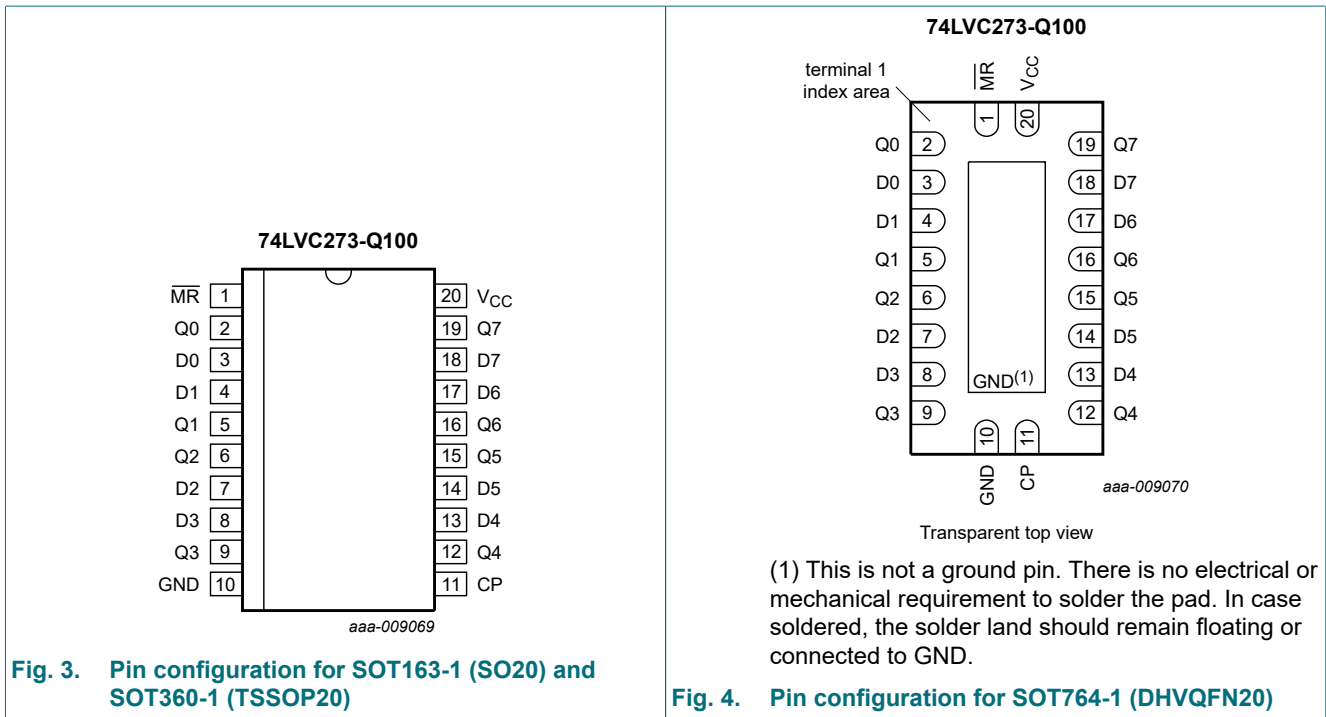 74LVC273-Q100
MR 1
Q0 2
D0 3
D1 4
Q1 5
Q2 6
D2 7
D3 8
Q3 9
GND 10
20 VCC
19 Q7
18 D7
17 D6
16 Q6
15 Q5
14 D5
13 D4
12 Q4
11 CP
aaa-009069
Fig. 3. Pin configuration for SOT163-1 (SO20) and
SOT360-1 (TSSOP20)
74LVC273-Q100
terminal 1
index area
MR
VCC
1
20
Q0 2
D0 3
D1 4
Q1 5
Q2 6
D2 7
D3 8
Q3 9
19 Q7
18 D7
17 D6
16 Q6
15 Q5
14 D5
13 D4
12 Q4
GND(1)
10
11
GND
CP
aaa-009070
Transparent top view
(1) This is not a ground pin. There is no electrical or
mechanical requirement to solder the pad. In case
soldered, the solder land should remain floating or
connected to GND.
Fig. 4. Pin configuration for SOT764-1 (DHVQFN20)